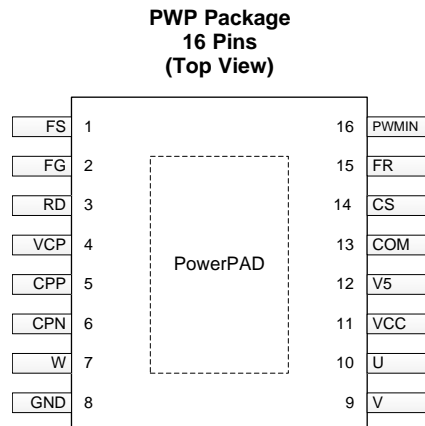 PWP Package
16 Pins
(Top View)
FS 1 16 PWMIN
FG 2 15 FR
RD 3 14 CS
VCP 4 13 COM
PowerPAD
CPP 5 12 V5
CPN 6 11 VCC
W 7 10 U
GND 8 9 V